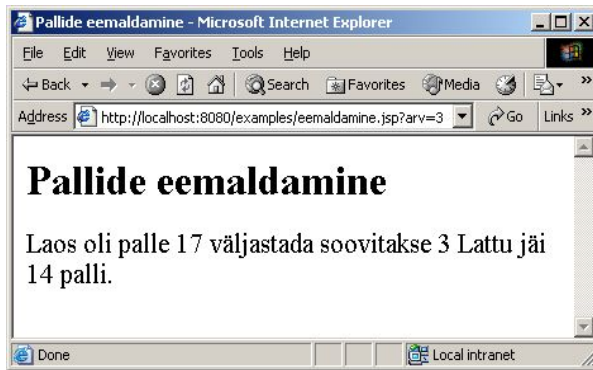 Pallide eemaldamine - Microsoft Internet Explorer
File Edit View Favorites Tools Help
Back Search Favorites Media »
Address http://localhost:8080/examples/eemaldamine.jsp?arv=3 Go Links »
Pallide eemaldamine
Laos oli palle 17 väljastada soovitakse 3 Lattu jäi
14 palli.
Done Local intranet